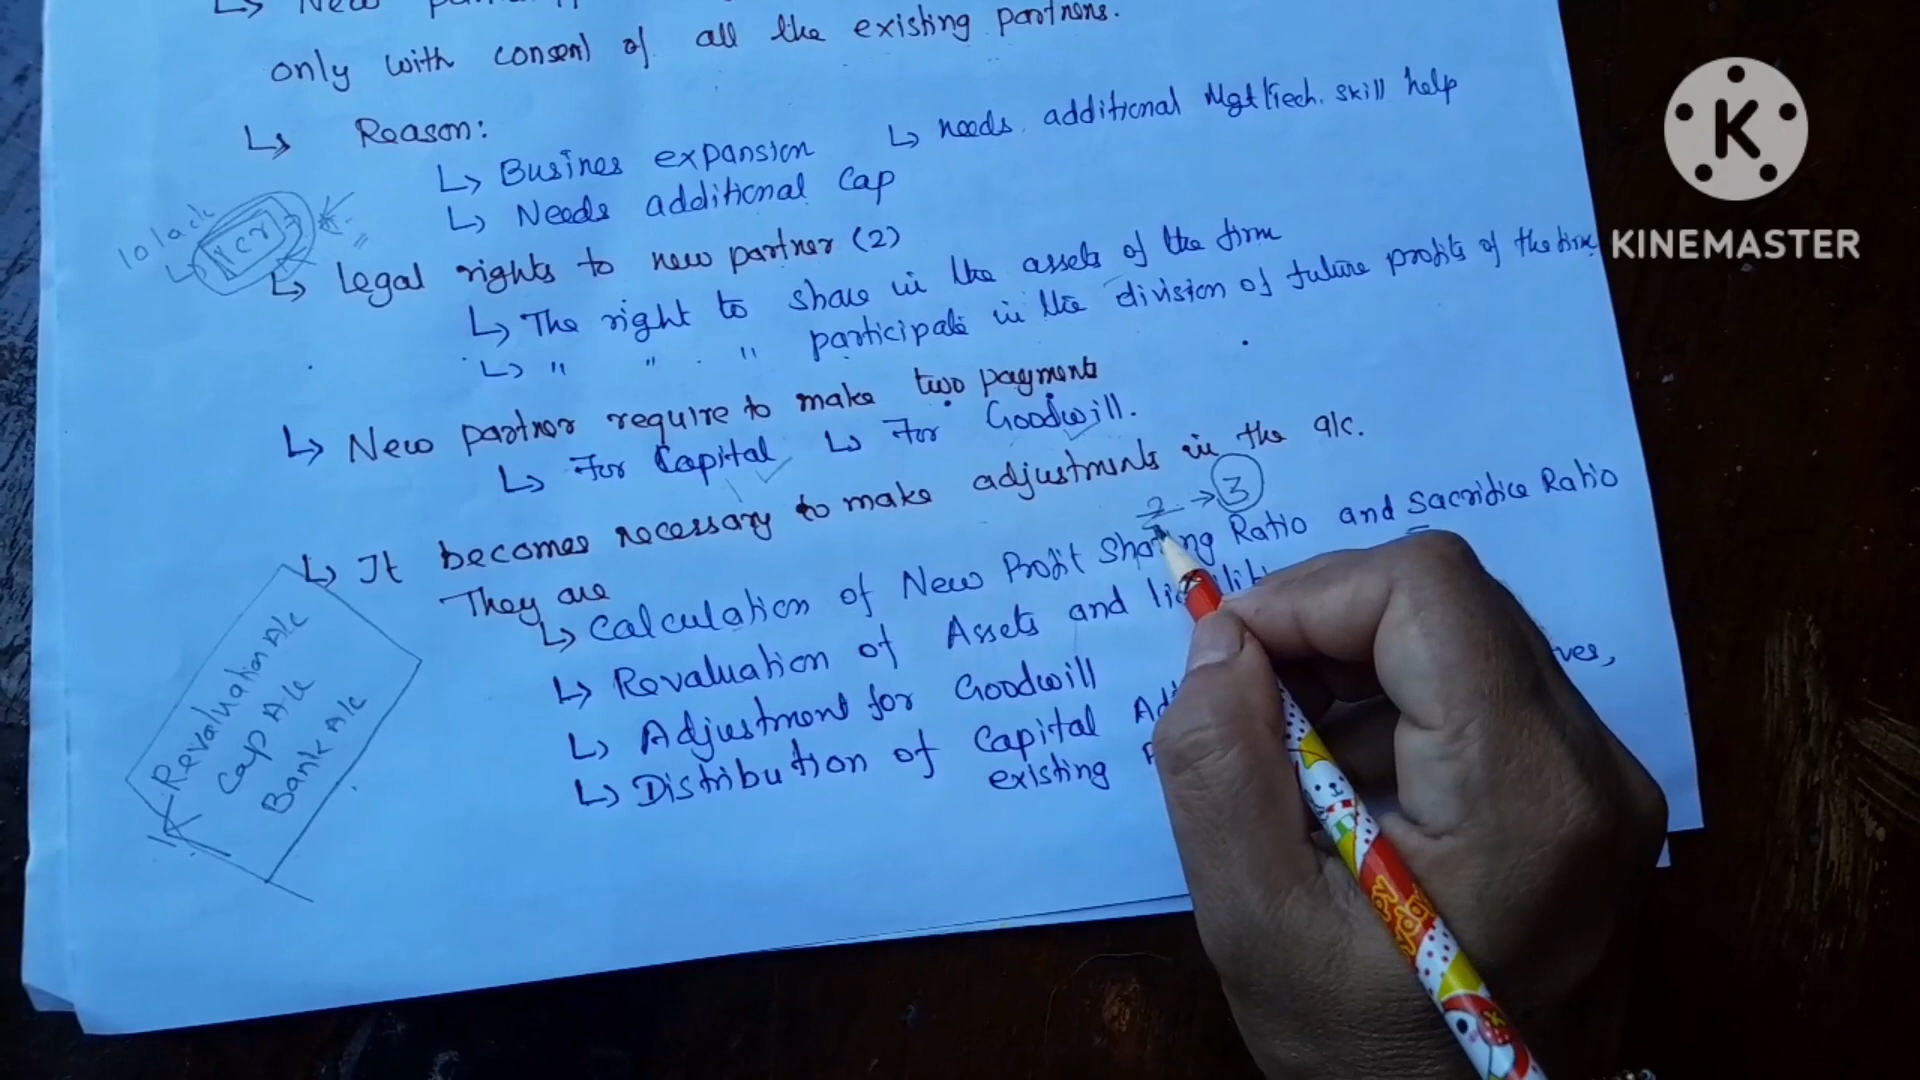 ↳ New
only with consent of all the existing partners.
↳ Reason:
↳ Busines expansion ↳ needs additional Mgt/Tech. skill help
↳ Needs additional Cap
10 lack
1 cr
↳ Legal rights to new partner (2)
↳ The right to share in the assets of the firm
↳ " " " participate in the division of future profits of the firm
↳ New partner require to make two payments
↳ For Capital ↳ For Goodwill.
↳ It becomes necessary to make adjustments in the a/c.
2 → 3
They are
↳ Calculation of New Profit Sharing Ratio and Sacrifice Ratio
↳ Revaluation of Assets and
↳ Adjustment for Goodwill
↳ Distribution of Capital
existing
Revaluation A/c
Cap A/c
Bank A/c
K
KINEMASTER